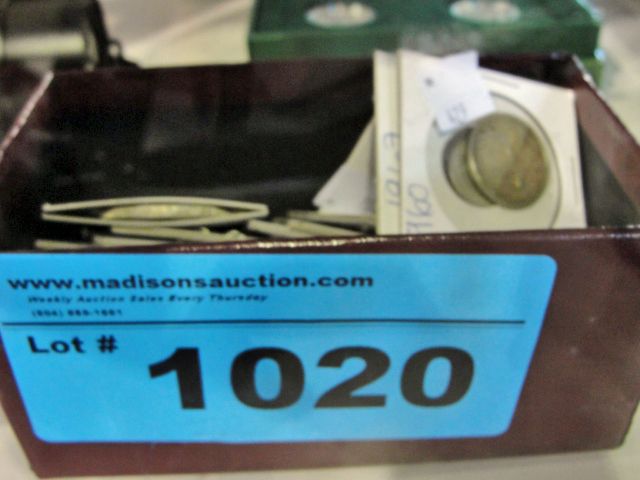 www.madisonsauction.com
Weekly Auction Sales Every Thursday
Lot #
1020